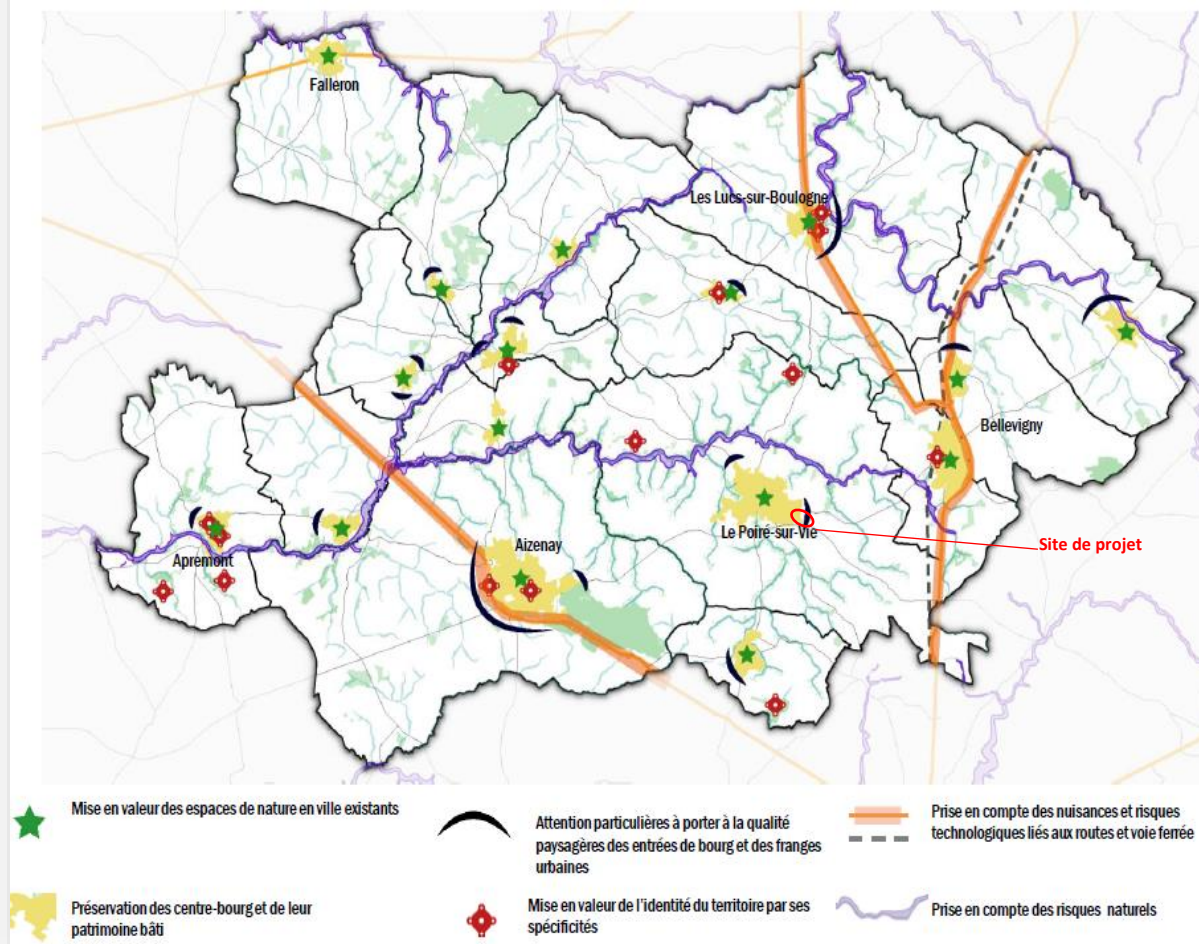 Falleron
Les Lucs-sur-Boulogne
Bellevigny
Le Poiré-sur-Vie
Site de projet
Aizenay
Apremont
Mise en valeur des espaces de nature en ville existants
Attention particulières à porter à la qualité
paysagères des entrées de bourg et des franges
urbaines
Prise en compte des nuisances et risques
technologiques liés aux routes et voie ferrée
Préservation des centre-bourg et de leur
patrimoine bâti
Mise en valeur de l'identité du territoire par ses
spécificités
Prise en compte des risques naturels